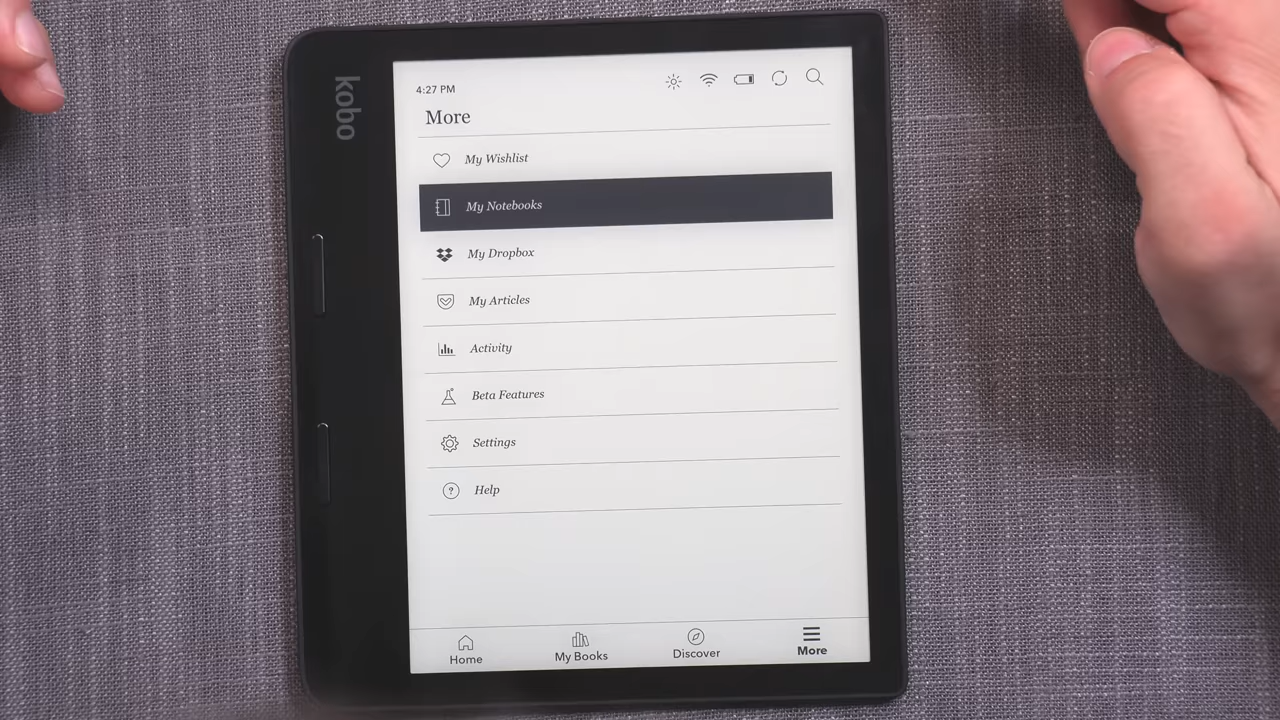 kobo
4:27 PM
More
My Wishlist
My Notebooks
My Dropbox
My Articles
Activity
Beta Features
Settings
? Help
Home
My Books
Discover
More